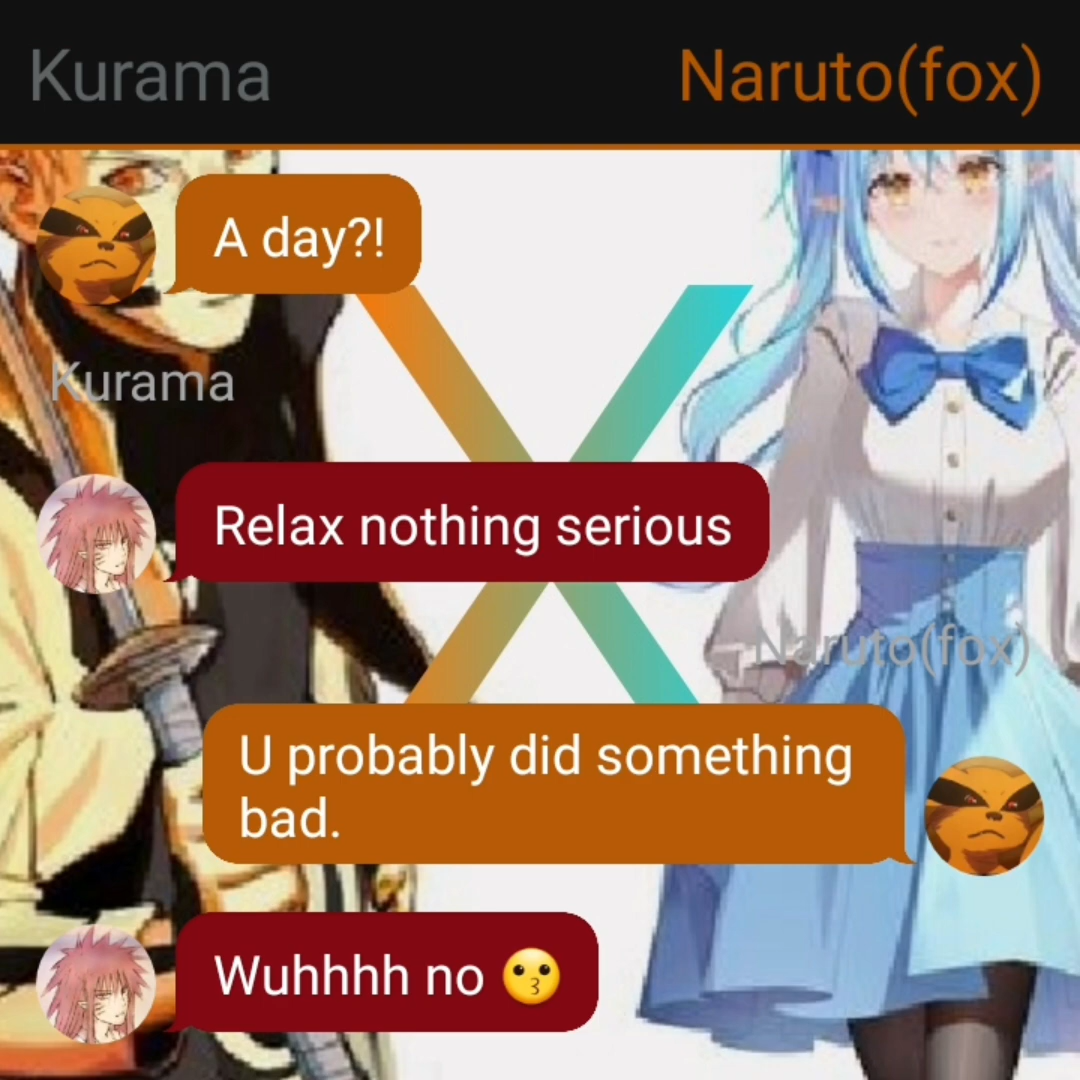 Kurama
Naruto(fox)
A day?!
Kurama
Relax nothing serious
Naruto(fox)
U probably did something
bad.
Wuhhhh no 😗